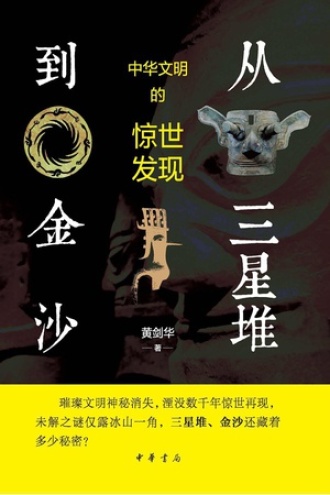 从三星堆
到金沙
中华文明
的
惊世
发现
黄剑华
—著—
璀璨文明神秘消失,湮没数千年惊世再现,
未解之谜仅露冰山一角,三星堆、金沙还藏着
多少秘密?
中華書局